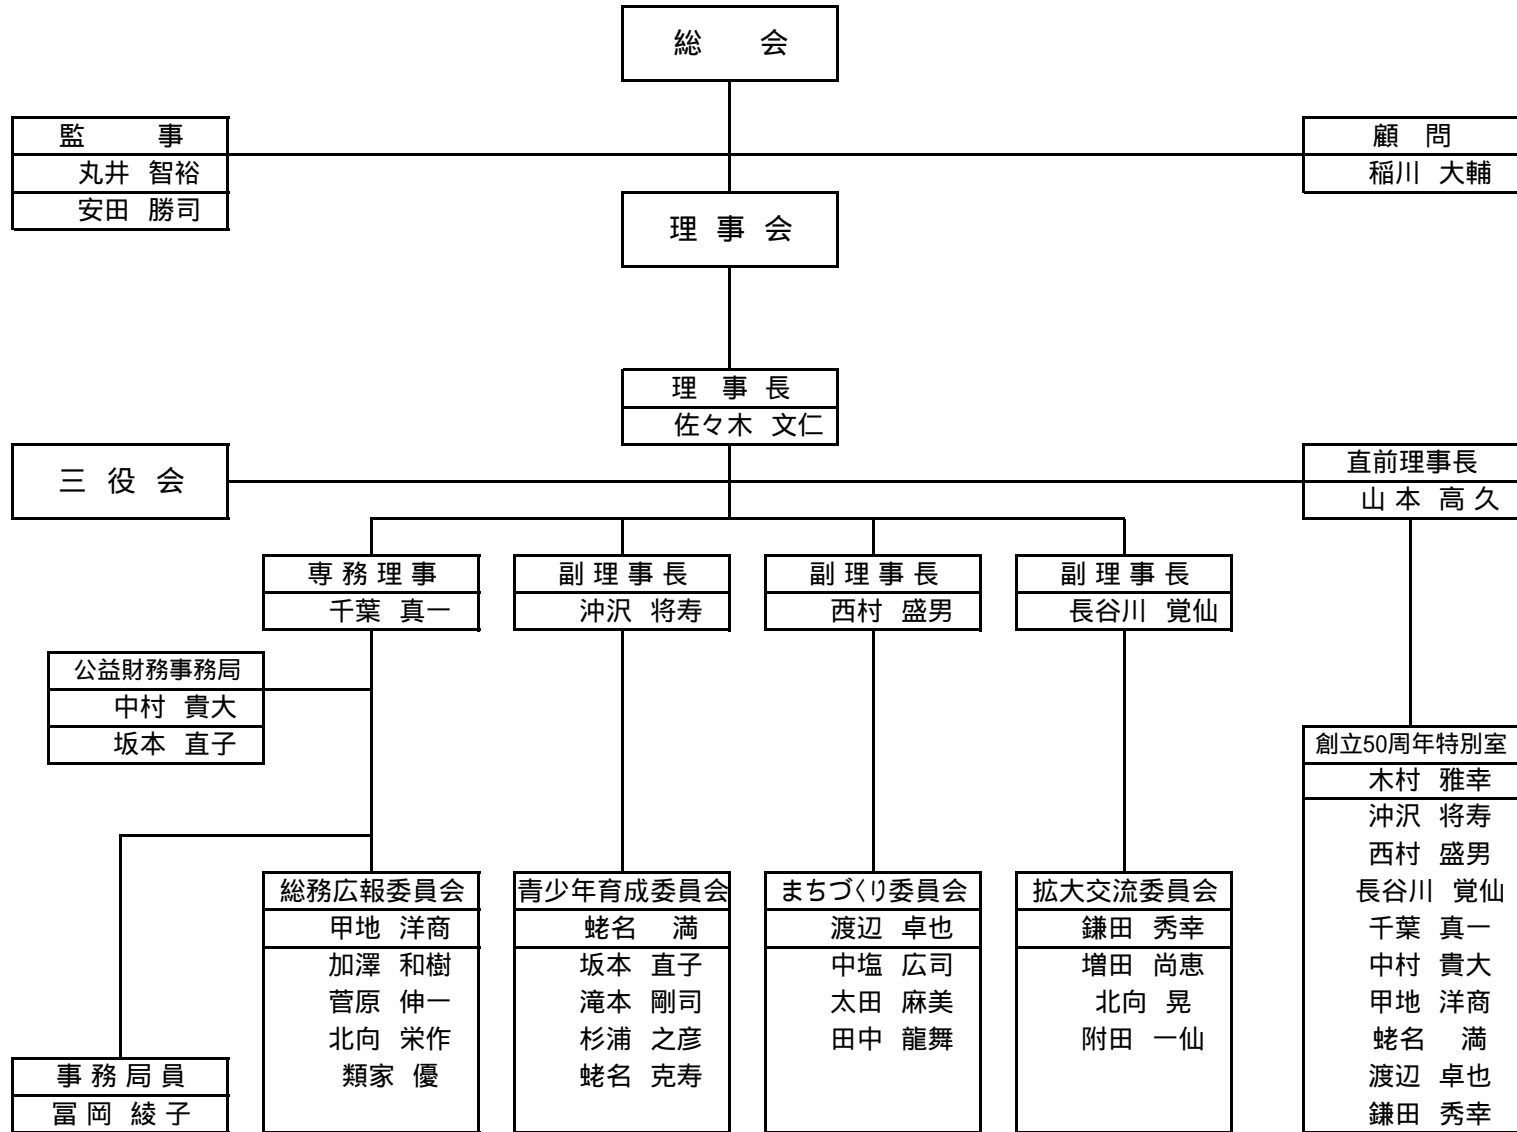 総 会
監 事
丸井 智裕
安田 勝司
顧 問
稲川 大輔
理 事 会
理 事 長
佐々木 文仁
三 役 会
直前理事長
山 本 高 久
専 務 理 事
千葉 真一
副 理 事 長
沖沢 将寿
副 理 事 長
西村 盛男
副 理 事 長
長谷川 覚仙
公益財務事務局
中村 貴大
坂本 直子
事 務 局 員
冨 岡 綾 子
総務広報委員会
甲地 洋商
加澤 和樹
菅原 伸一
北向 栄作
類家 優
青少年育成委員会
蛯名 満
坂本 直子
滝本 剛司
杉浦 之彦
蛯名 克寿
まちづくり委員会
渡辺 卓也
中塩 広司
太田 麻美
田中 龍舞
拡大交流委員会
鎌田 秀幸
増田 尚恵
北向 晃
附田 一仙
創立50周年特別室
木村 雅幸
沖沢 将寿
西村 盛男
長谷川 覚仙
千葉 真一
中村 貴大
甲地 洋商
蛯名 満
渡辺 卓也
鎌田 秀幸